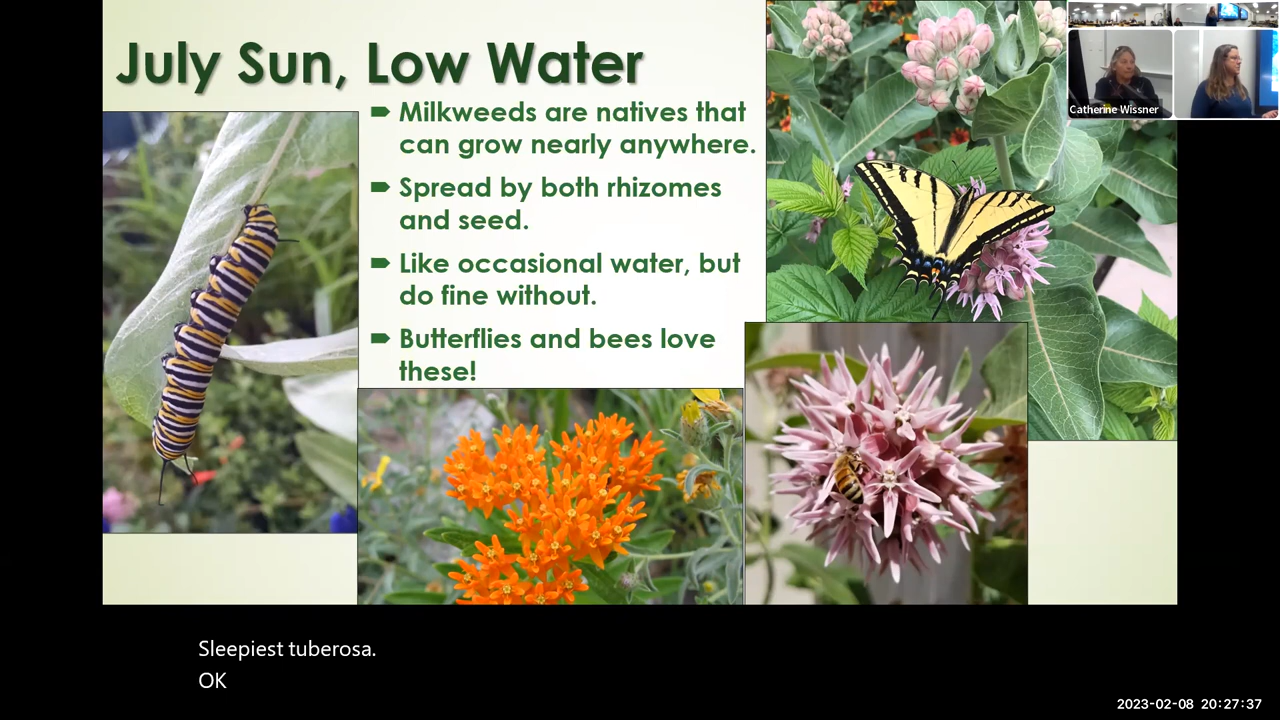 July Sun, Low Water
Milkweeds are natives that
can grow nearly anywhere.
Spread by both rhizomes
and seed.
Like occasional water, but
do fine without.
Butterflies and bees love
these!
Catherine Wissner
Sleepiest tuberosa.
OK
2023-02-08 20:27:37